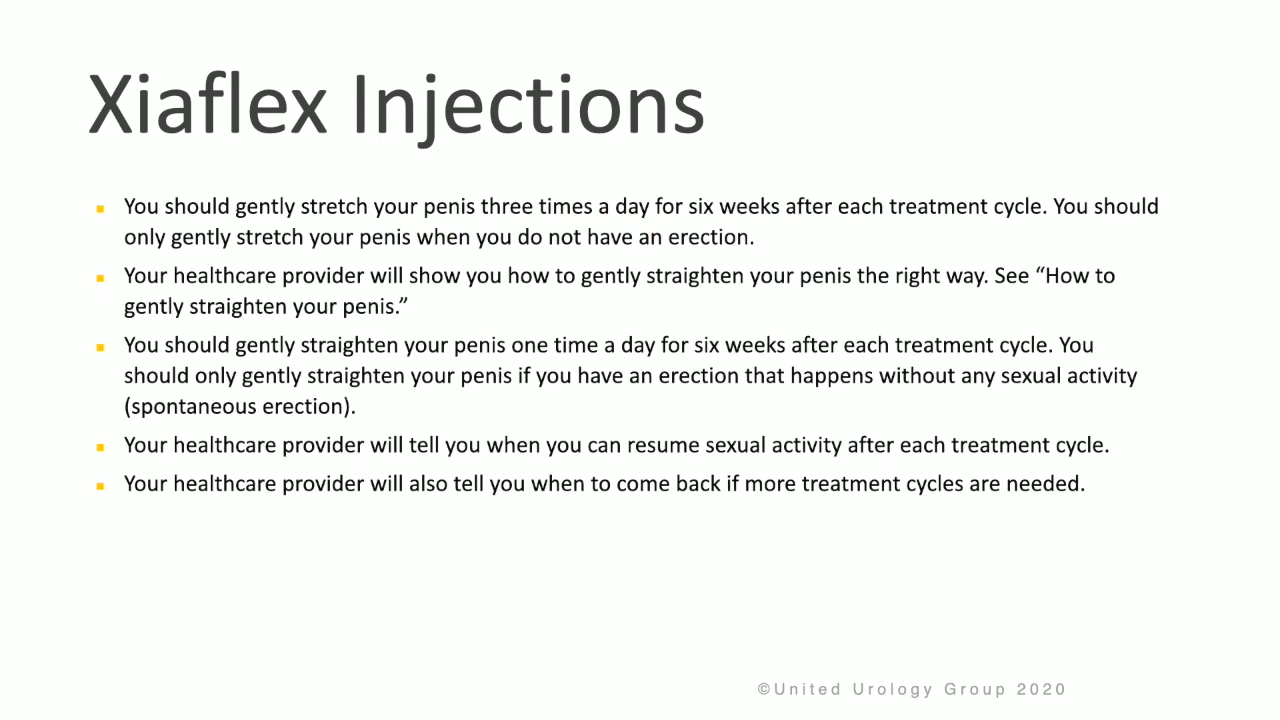 Xiaflex Injections
You should gently stretch your penis three times a day for six weeks after each treatment cycle. You should
only gently stretch your penis when you do not have an erection.
Your healthcare provider will show you how to gently straighten your penis the right way. See “How to
gently straighten your penis.”
You should gently straighten your penis one time a day for six weeks after each treatment cycle. You
should only gently straighten your penis if you have an erection that happens without any sexual activity
(spontaneous erection).
Your healthcare provider will tell you when you can resume sexual activity after each treatment cycle.
Your healthcare provider will also tell you when to come back if more treatment cycles are needed.
©United Urology Group 2020